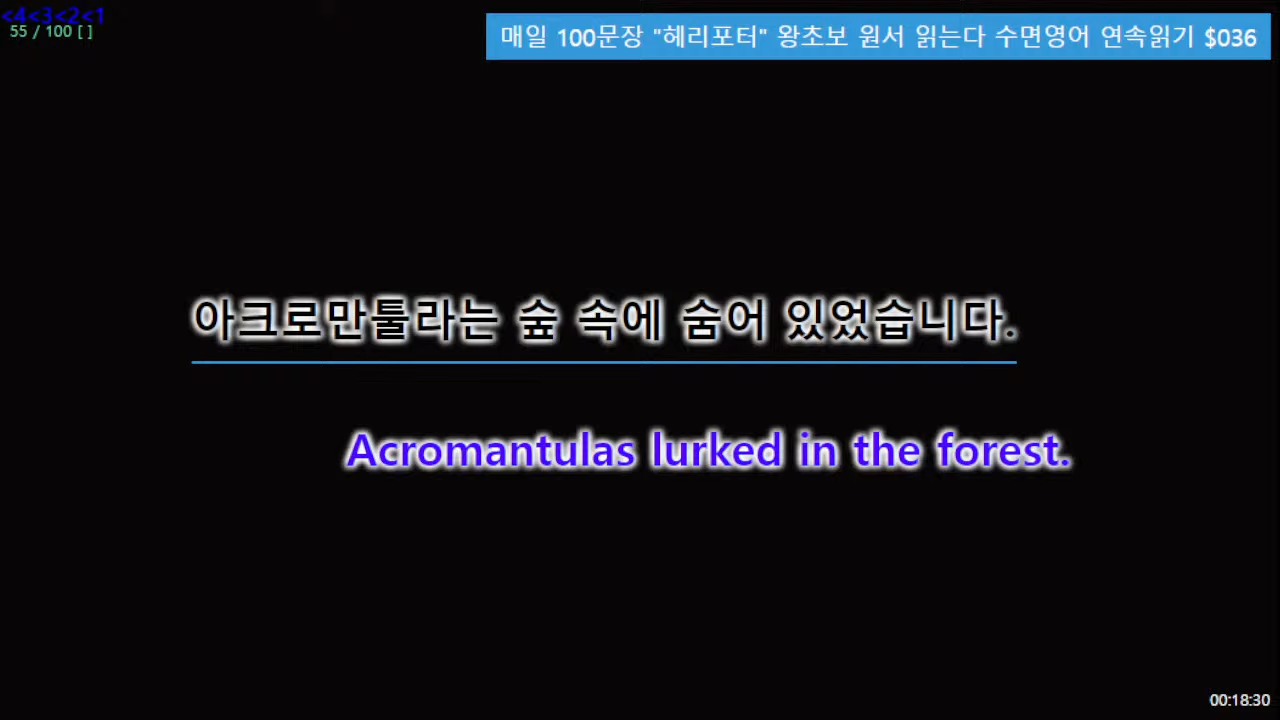 <4<3<2<1
55 / 100 [ ]
매일 100문장 "헤리포터" 왕초보 원서 읽는다 수면영어 연속읽기 $036
아크로만툴라는 숲 속에 숨어 있었습니다.
Acromantulas lurked in the forest.
00:18:30